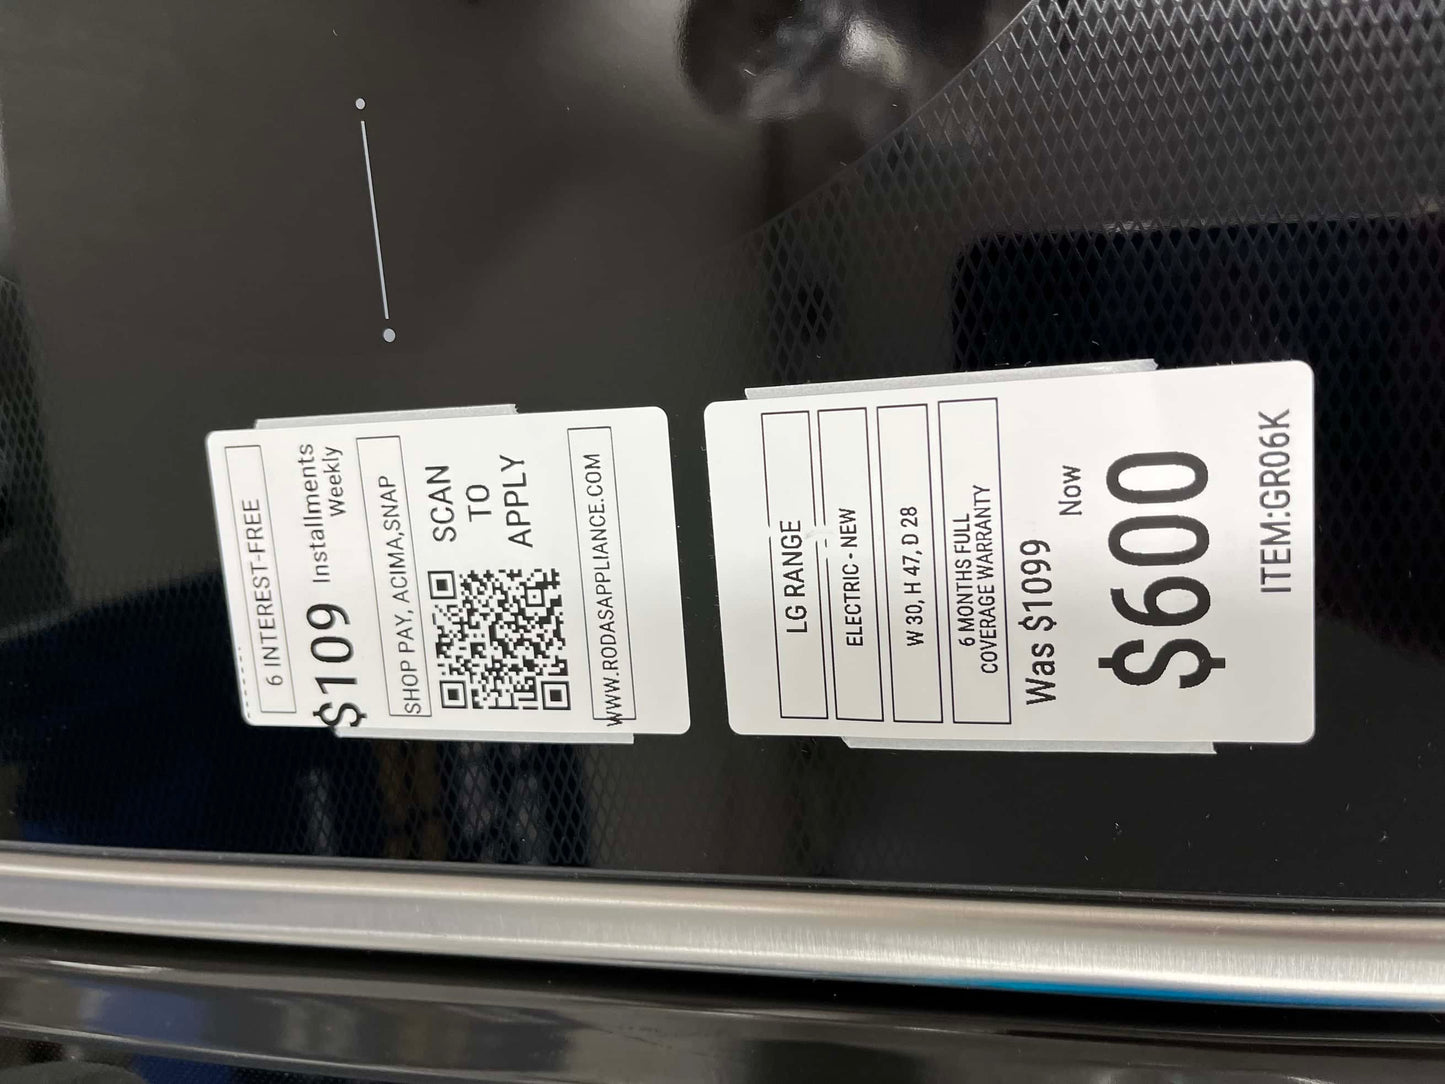 6 INTEREST-FREE
$109 Installments
Weekly
SHOP PAY, ACIMA,SNAP
SCAN
TO
APPLY
WWW.RODASAPPLIANCE.COM
LG RANGE
ELECTRIC - NEW
W 30, H 47, D 28
6 MONTHS FULL
COVERAGE WARRANTY
Was $1099
Now
$600
ITEM:GR06K